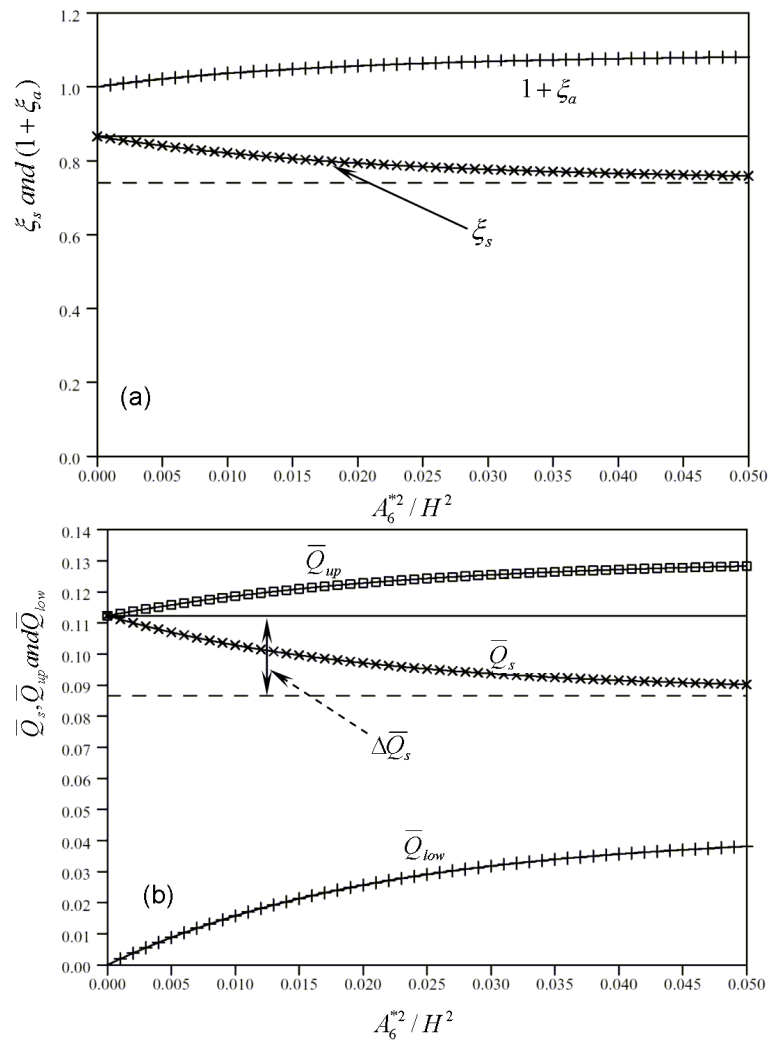 1.2
1.0
0.8
0.6
0.4
0.2
0.0
ξₛ and (1 + ξₐ)
1 + ξₐ
ξₛ
(a)
0.000 0.005 0.010 0.015 0.020 0.025 0.030 0.035 0.040 0.045 0.050
A₆*² / H²
0.14
0.13
0.12
0.11
0.10
0.09
0.08
0.07
0.06
0.05
0.04
0.03
0.02
0.01
0.00
Q̅ₛ, Q̅up and Q̅low
Q̅up
Q̅ₛ
ΔQ̅ₛ
Q̅low
(b)
0.000 0.005 0.010 0.015 0.020 0.025 0.030 0.035 0.040 0.045 0.050
A₆*² / H²